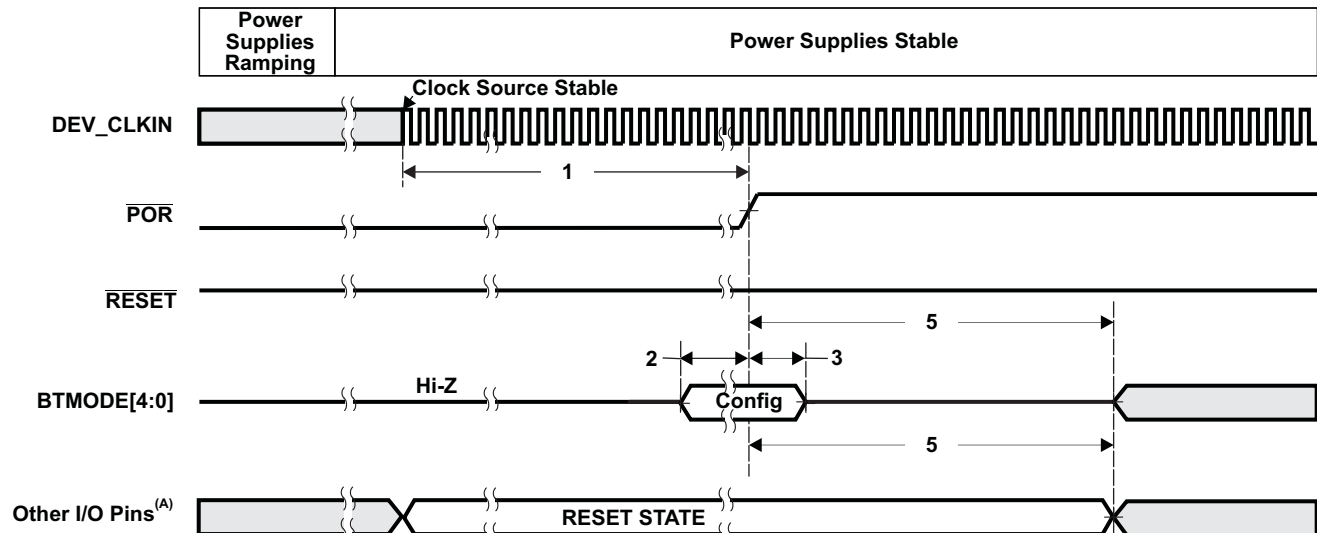 Power
Supplies
Ramping
Power Supplies Stable
Clock Source Stable
DEV_CLKIN
1
POR
RESET
5
2
3
Hi-Z
BTMODE[4:0]
Config
5
Other I/O Pins(A)
RESET STATE